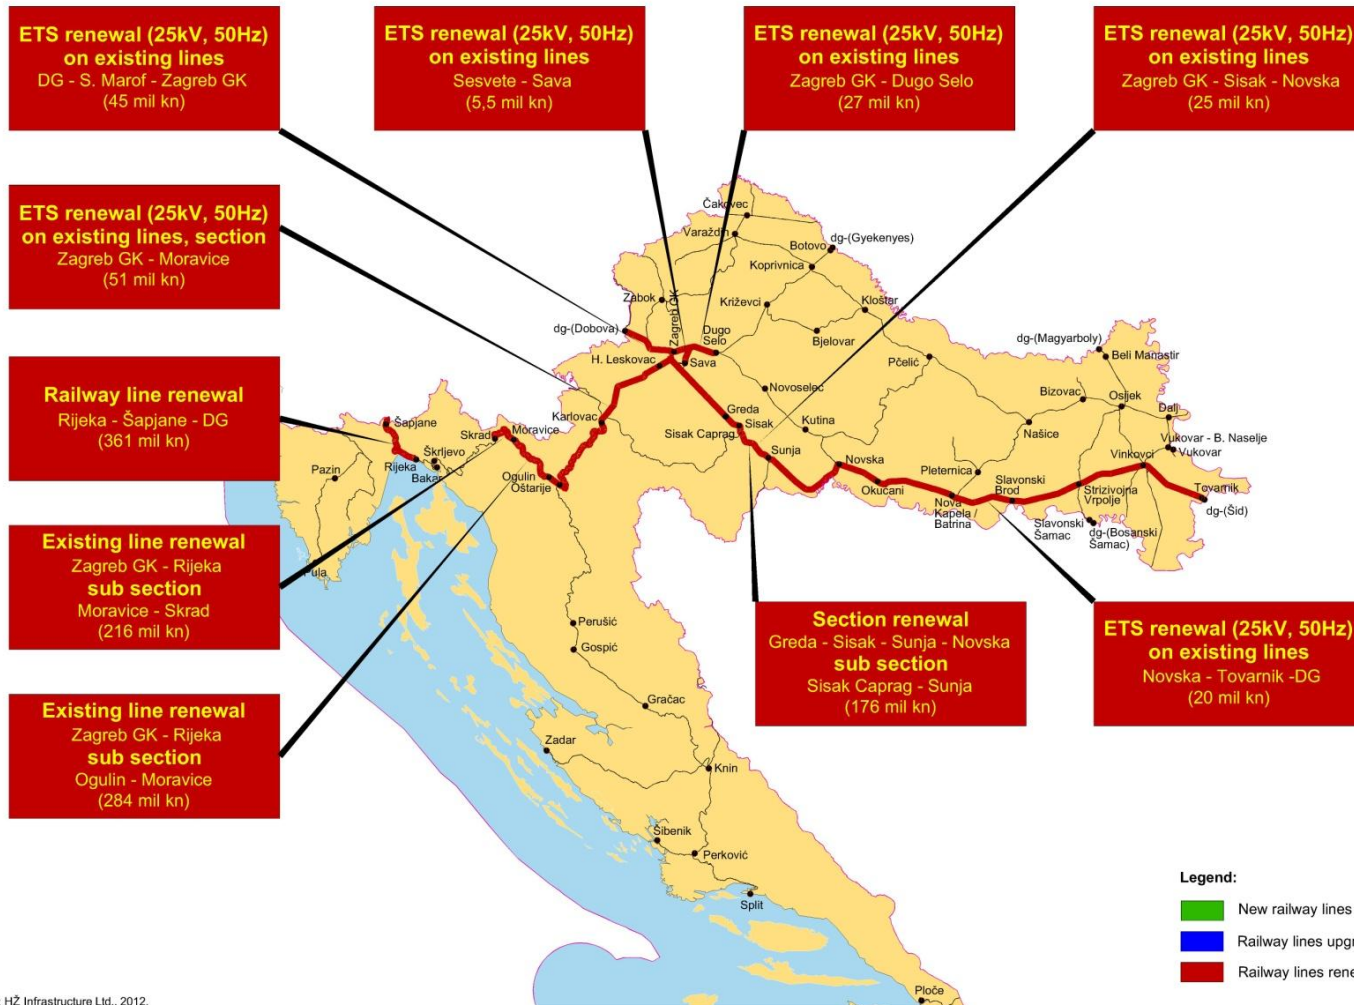 ETS renewal (25kV, 50Hz)
on existing lines
DG - S. Marof - Zagreb GK
(45 mil kn)
ETS renewal (25kV, 50Hz)
on existing lines
Sesvete - Sava
(5,5 mil kn)
ETS renewal (25kV, 50Hz)
on existing lines
Zagreb GK - Dugo Selo
(27 mil kn)
ETS renewal (25kV, 50Hz)
on existing lines
Zagreb GK - Sisak - Novska
(25 mil kn)
ETS renewal (25kV, 50Hz)
on existing lines, section
Zagreb GK - Moravice
(51 mil kn)
Railway line renewal
Rijeka - Šapjane - DG
(361 mil kn)
Existing line renewal
Zagreb GK - Rijeka
sub section
Moravice - Skrad
(216 mil kn)
Existing line renewal
Zagreb GK - Rijeka
sub section
Ogulin - Moravice
(284 mil kn)
Section renewal
Greda - Sisak - Sunja - Novska
sub section
Sisak Caprag - Sunja
(176 mil kn)
ETS renewal (25kV, 50Hz)
on existing lines
Novska - Tovarnik -DG
(20 mil kn)
Čakovec
Varaždin
dg-(Gyekenyes)
Botovo
Koprivnica
Zabok
Križevci
Kloštar
dg-(Dobova)
Zagreb GK
Dugo
Selo
Bjelovar
dg-(Magyarboly)
Beli Manastir
H. Leskovac
Sava
Pčelić
Novoselec
Bizovac
Osijek
Dalj
Karlovac
Greda
Sisak
Kutina
Našice
Šapjane
Skrad
Moravice
Sisak Caprag
Sunja
Vukovar - B. Naselje
Vukovar
Vinkovci
Škrljevo
Rijeka
Bakar
Pazin
Ogulin
Oštarije
Novska
Okučani
Pleternica
Nova
Kapela /
Batrina
Slavonski
Brod
Strizivojna
Vrpolje
Tovarnik
dg-(Šid)
Slavonski
Šamac
dg-(Bosanski
Šamac)
Pula
Perušić
Gospić
Gračac
Zadar
Knin
Šibenik
Perković
Split
Ploče
Legend:
New railway lines
Railway lines upgr
Railway lines rene
: HŽ Infrastructure Ltd., 2012.